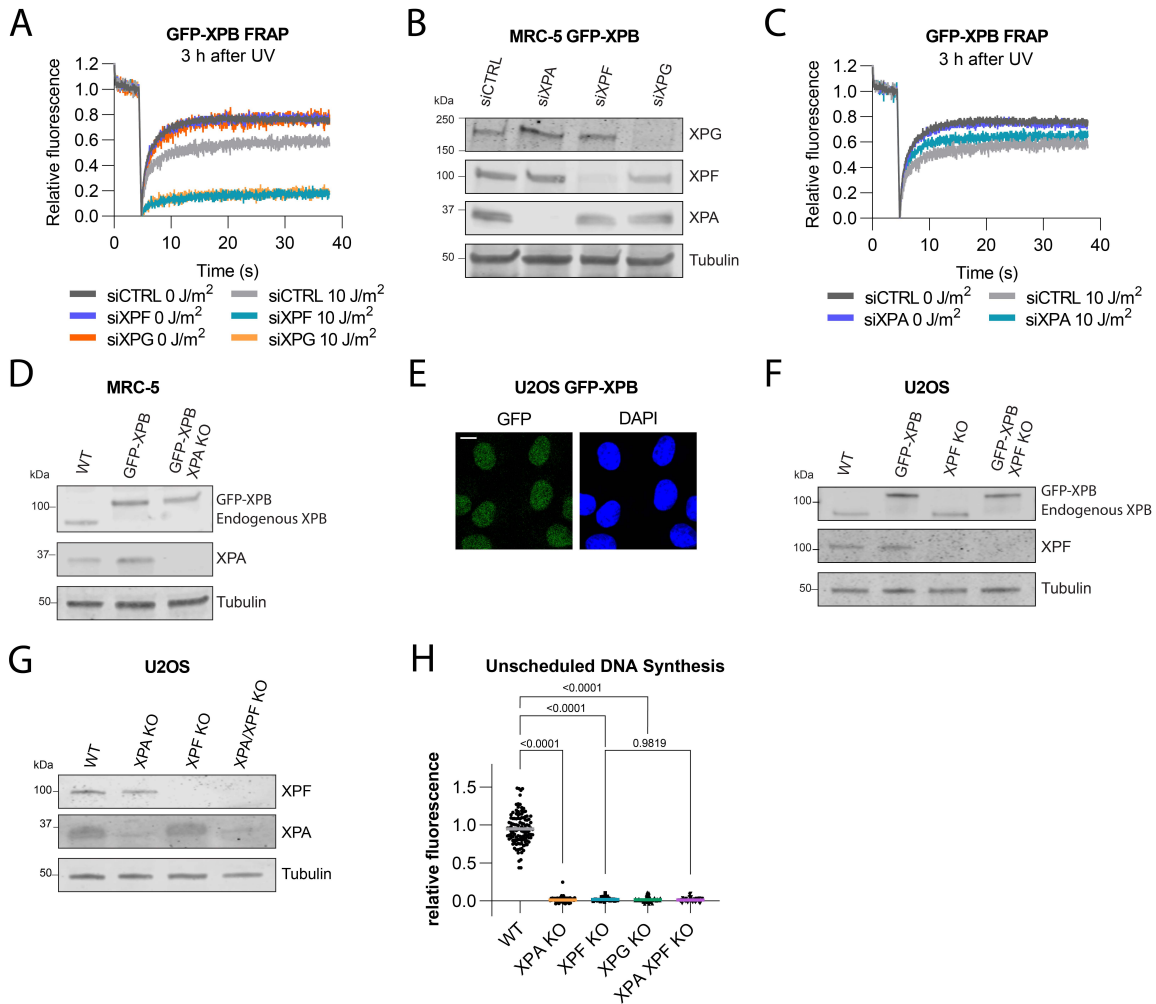 A
GFP-XPB FRAP
3 h after UV
Relative fluorescence
1.2
1.0
0.8
0.6
0.4
0.2
0.0
0 10 20 30 40
Time (s)
siCTRL 0 J/m² siCTRL 10 J/m²
siXPF 0 J/m² siXPF 10 J/m²
siXPG 0 J/m² siXPG 10 J/m²
B
MRC-5 GFP-XPB
siCTRL siXPA siXPF siXPG
kDa
250
150
XPG
100
XPF
37
XPA
50
Tubulin
C
GFP-XPB FRAP
3 h after UV
Relative fluorescence
1.2
1.0
0.8
0.6
0.4
0.2
0.0
0 10 20 30 40
Time (s)
siCTRL 0 J/m² siCTRL 10 J/m²
siXPA 0 J/m² siXPA 10 J/m²
D
MRC-5
WT GFP-XPB GFP-XPB XPA KO
kDa
100
GFP-XPB
Endogenous XPB
37
XPA
50
Tubulin
E
U2OS GFP-XPB
GFP DAPI
F
U2OS
WT GFP-XPB XPF KO GFP-XPB XPF KO
kDa
100
GFP-XPB
Endogenous XPB
100
XPF
50
Tubulin
G
U2OS
WT XPA KO XPF KO XPA/XPF KO
kDa
100
XPF
37
XPA
50
Tubulin
H
Unscheduled DNA Synthesis
<0.0001
<0.0001
<0.0001 0.9819
relative fluorescence
1.5
1.0
0.5
0.0
WT XPA KO XPF KO XPG KO XPA XPF KO